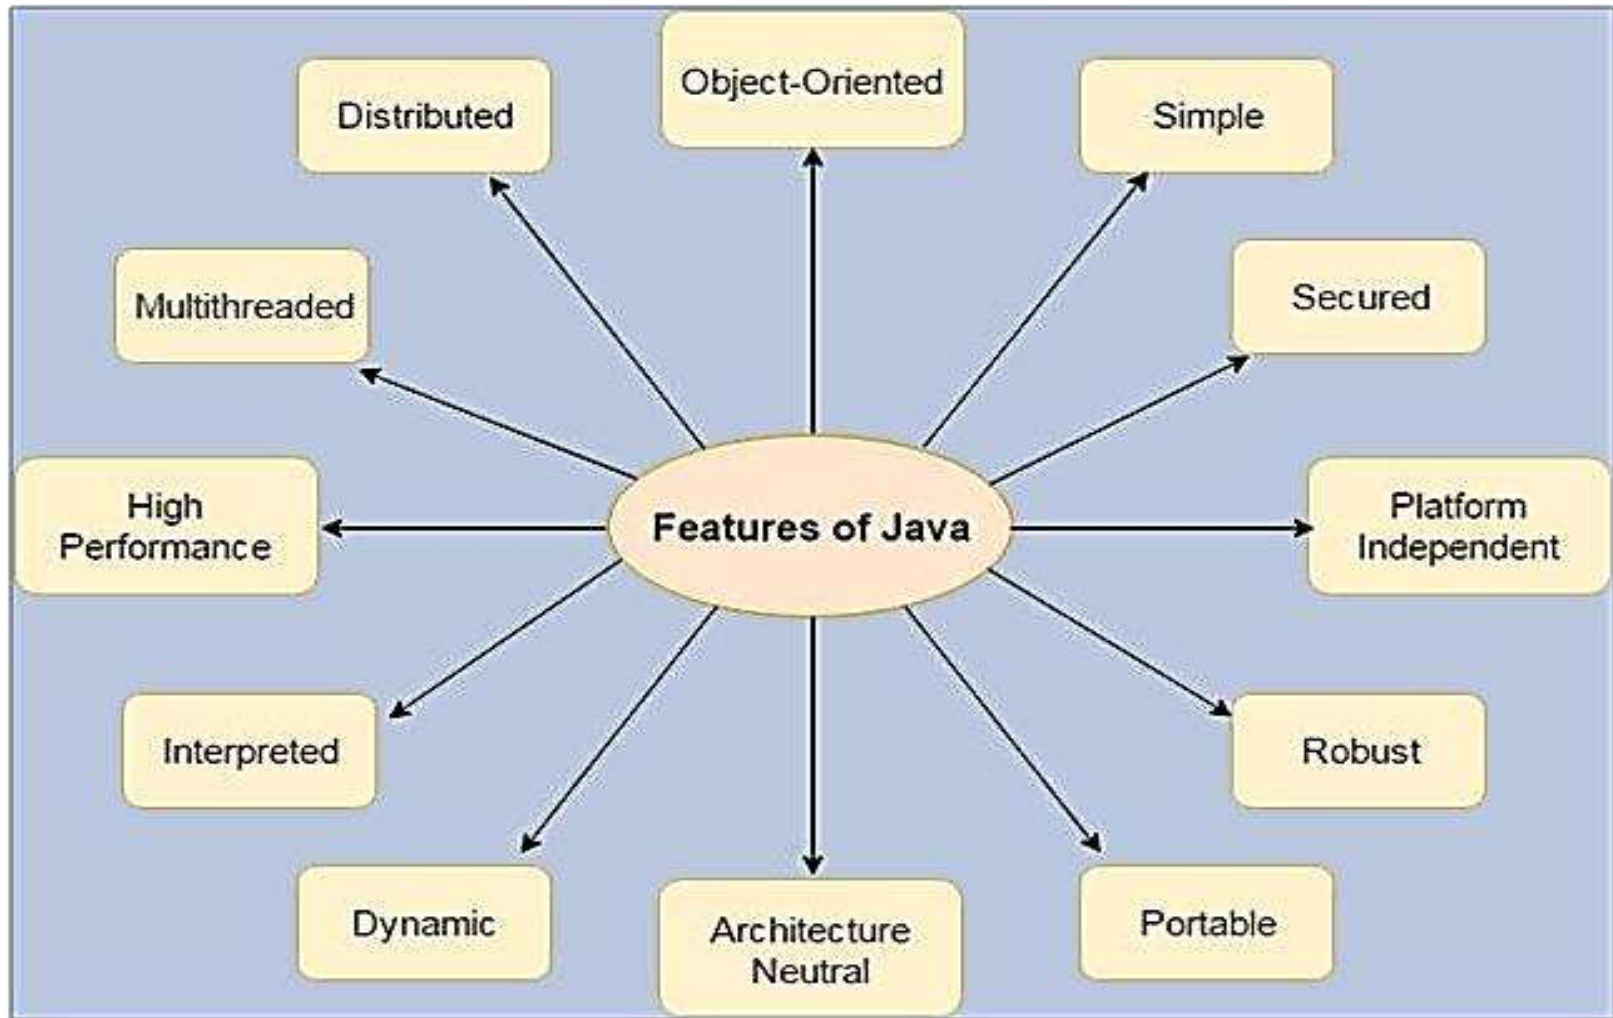 Object-Oriented
Distributed
Simple
Multithreaded
Secured
High
Performance
Features of Java
Platform
Independent
Interpreted
Robust
Dynamic
Architecture
Neutral
Portable